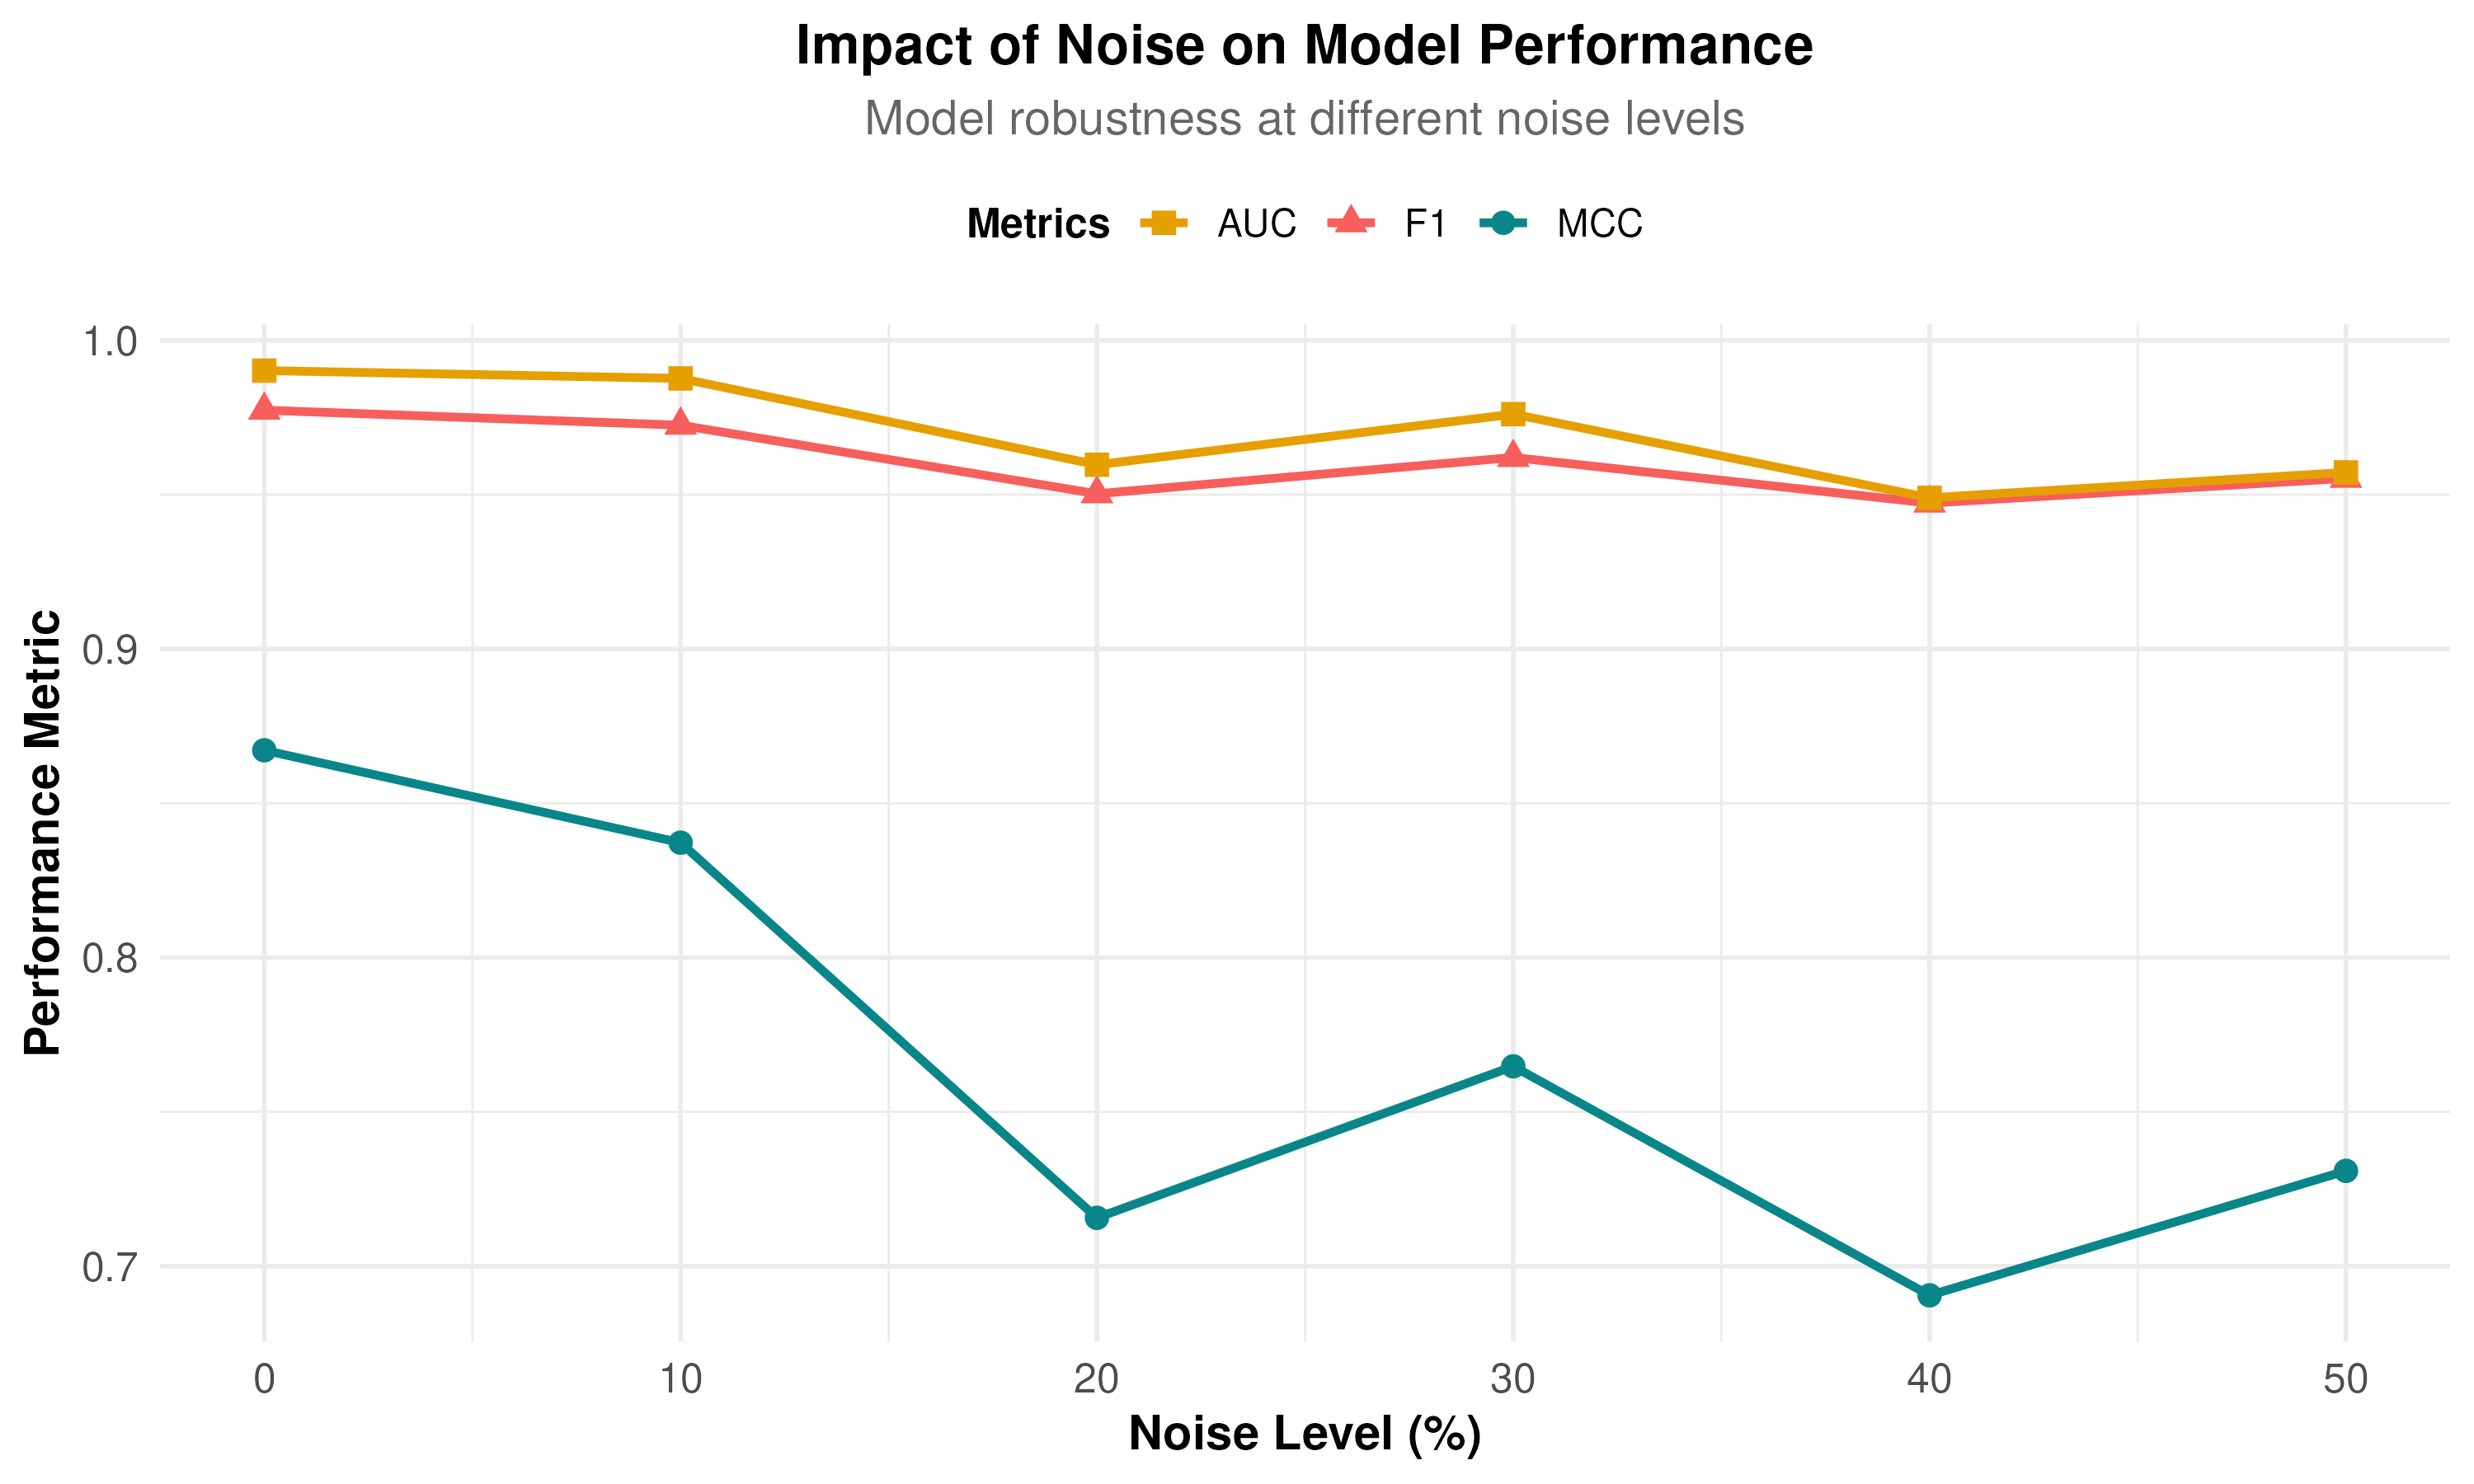 Impact of Noise on Model Performance
Model robustness at different noise levels
Metrics AUC F1 MCC
1.0
0.9
0.8
0.7
Performance Metric
0 10 20 30 40 50
Noise Level (%)